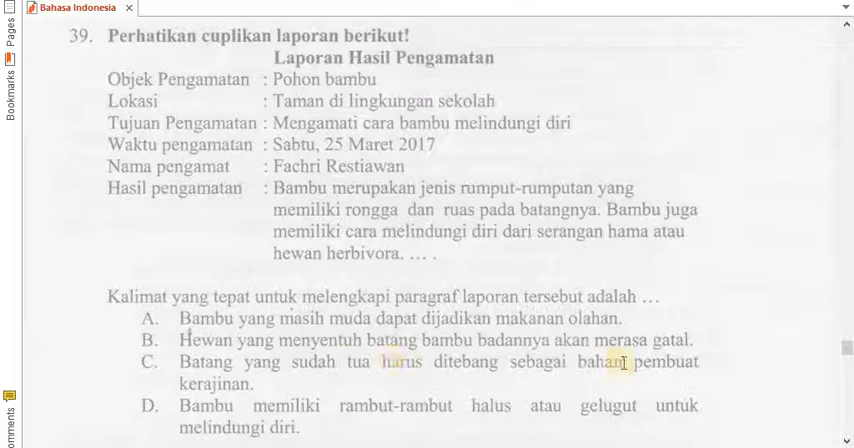 Pages
Bookmarks
omments
Bahasa Indonesia
39. Perhatikan cuplikan laporan berikut!
Laporan Hasil Pengamatan
Objek Pengamatan : Pohon bambu
Lokasi : Taman di lingkungan sekolah
Tujuan Pengamatan : Mengamati cara bambu melindungi diri
Waktu pengamatan : Sabtu, 25 Maret 2017
Nama pengamat : Fachri Restiawan
Hasil pengamatan : Bambu merupakan jenis rumput-rumputan yang
memiliki rongga dan ruas pada batangnya. Bambu juga
memiliki cara melindungi diri dari serangan hama atau
hewan herbivora. ... .
Kalimat yang tepat untuk melengkapi paragraf laporan tersebut adalah ...
A. Bambu yang masih muda dapat dijadikan makanan olahan.
B. Hewan yang menyentuh batang bambu badannya akan merasa gatal.
C. Batang yang sudah tua harus ditebang sebagai bahan pembuat
kerajinan.
D. Bambu memiliki rambut-rambut halus atau gelugut untuk
melindungi diri.